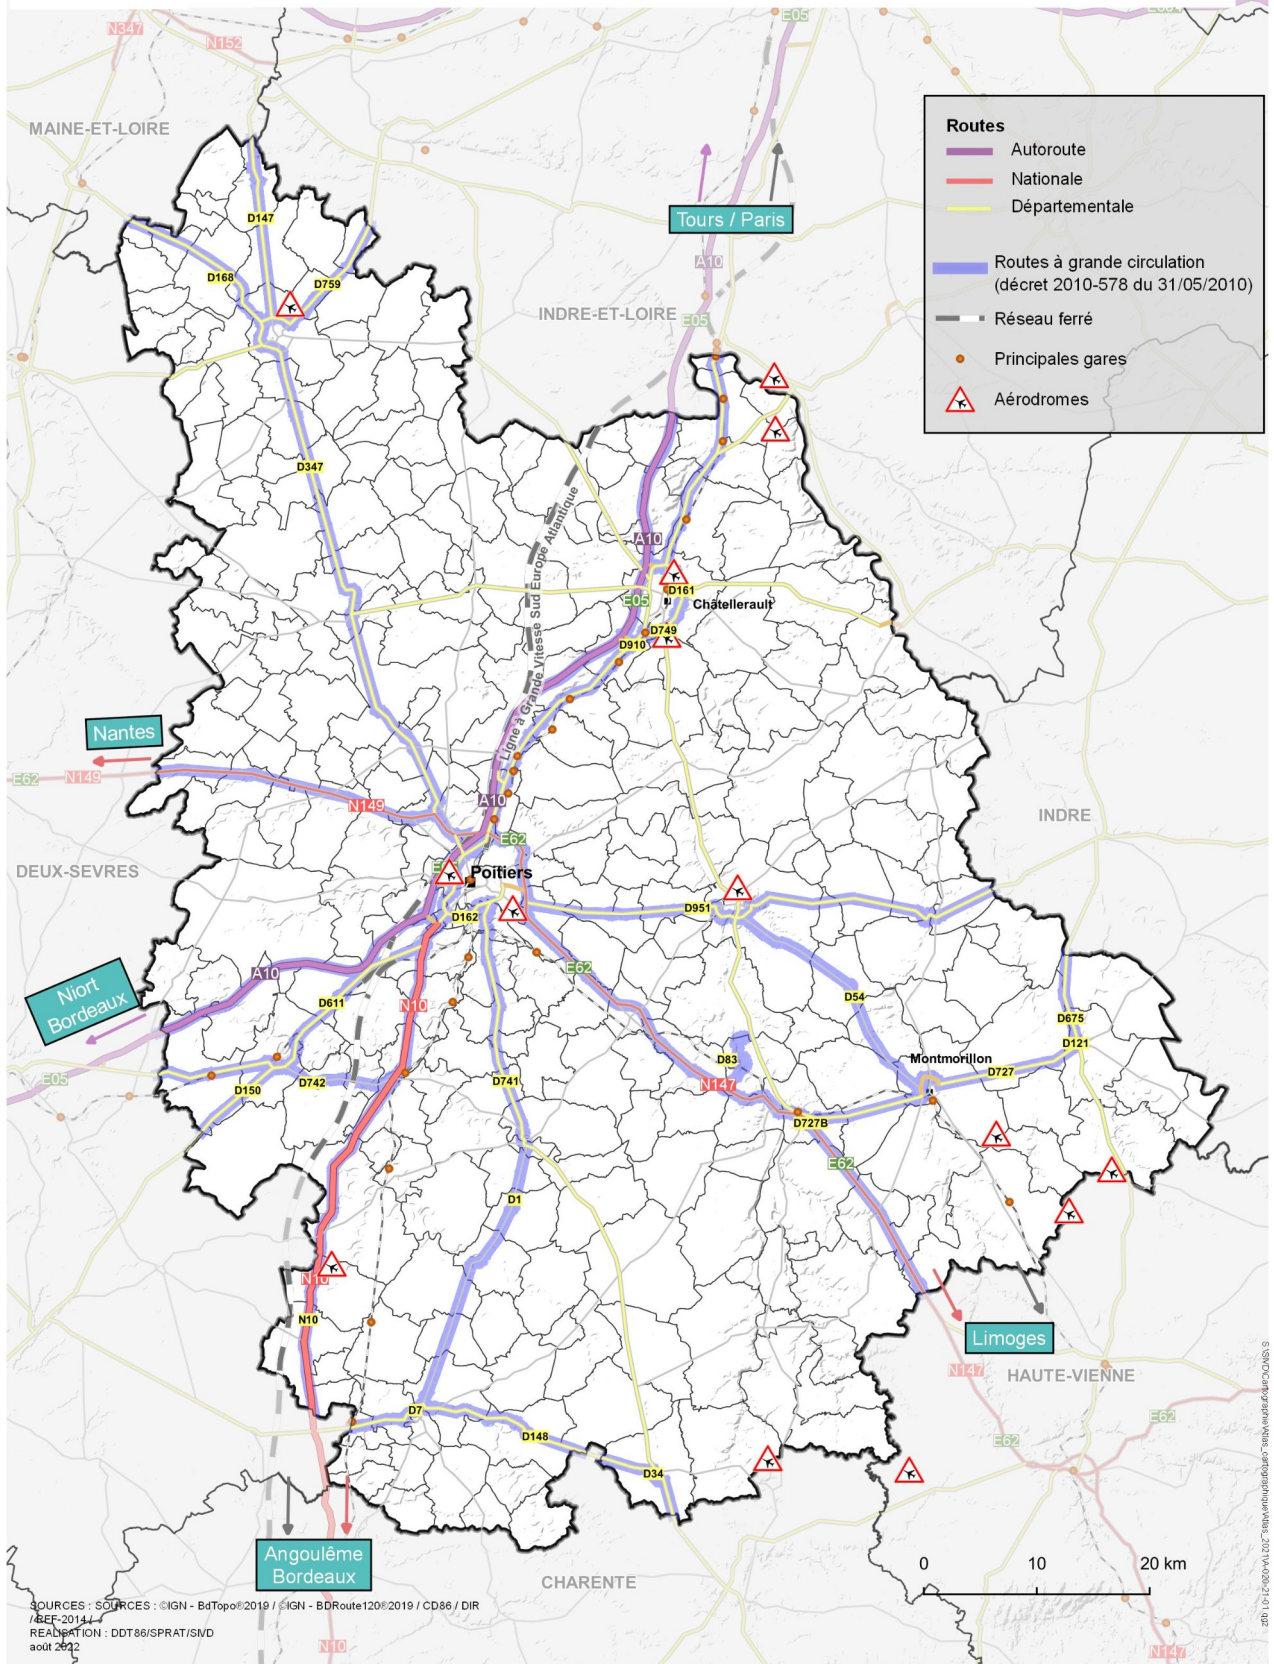 E05
N347
N152
MAINE-ET-LOIRE
Routes
Autoroute
Nationale
Départementale
Routes à grande circulation
(décret 2010-578 du 31/05/2010)
Réseau ferré
Principales gares
Aérodromes
D147
Tours / Paris
A10
D168
D759
INDRE-ET-LOIRE
E05
D347
Ligne à Grande Vitesse Sud Europe Atlantique
A10
D161
E05
Châtellerault
D749
D910
Nantes
E62
N149
N149
A10
INDRE
E62
DEUX-SEVRES
Poitiers
D951
D162
E62
A10
Niort
Bordeaux
D611
N10
D54
D675
D121
E05
D150
D742
D741
D83
N147
Montmorillon
D727
D727B
E62
D1
N10
N10
Limoges
N147
HAUTE-VIENNE
D7
D148
E62
E62
D34
Angoulême
Bordeaux
CHARENTE
0 10 20 km
SOURCES : SOURCES : ©IGN - BdTopo®2019 / ©IGN - BDRoute120®2019 / CD86 / DIR
REALISATION : DDT86/SPRAT/SIVD
août 2022
N10
N147